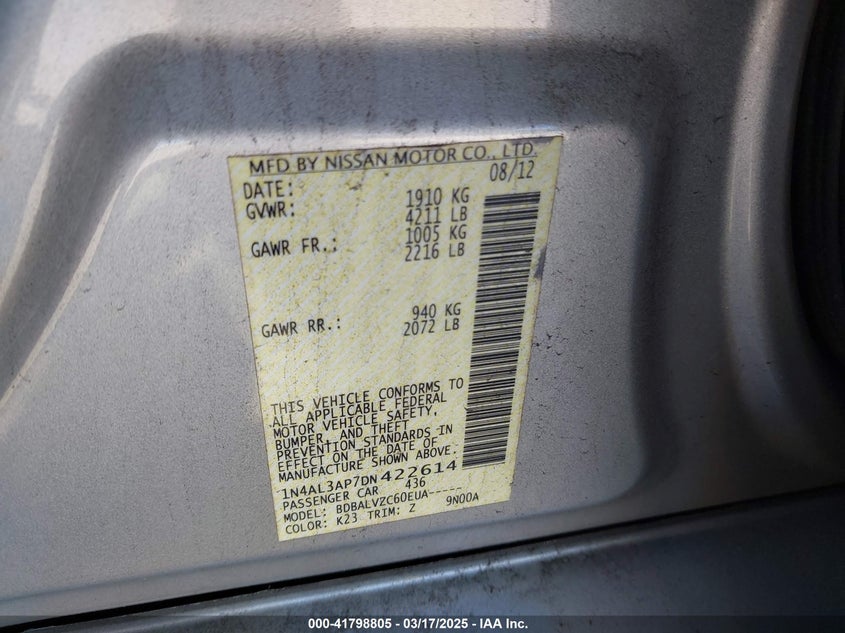 MFD BY NISSAN MOTOR CO., LTD.
DATE: 08/12
GVWR: 1910 KG
4211 LB
GAWR FR.: 1005 KG
2216 LB
GAWR RR.: 940 KG
2072 LB
THIS VEHICLE CONFORMS TO
ALL APPLICABLE FEDERAL
MOTOR VEHICLE SAFETY,
BUMPER, AND THEFT
PREVENTION STANDARDS IN
EFFECT ON THE DATE OF
MANUFACTURE SHOWN ABOVE.
1N4AL3AP7DN422614
PASSENGER CAR 436
MODEL: BDBALVZC60EUA-----
COLOR: K23 TRIM: Z 9N00A
000-41798805 — 03/17/2025 — IAA Inc.